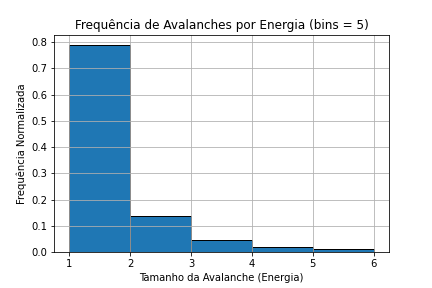 Frequência de Avalanches por Energia (bins = 5)
Frequência Normalizada
0.8
0.7
0.6
0.5
0.4
0.3
0.2
0.1
0.0
1 2 3 4 5 6
Tamanho da Avalanche (Energia)